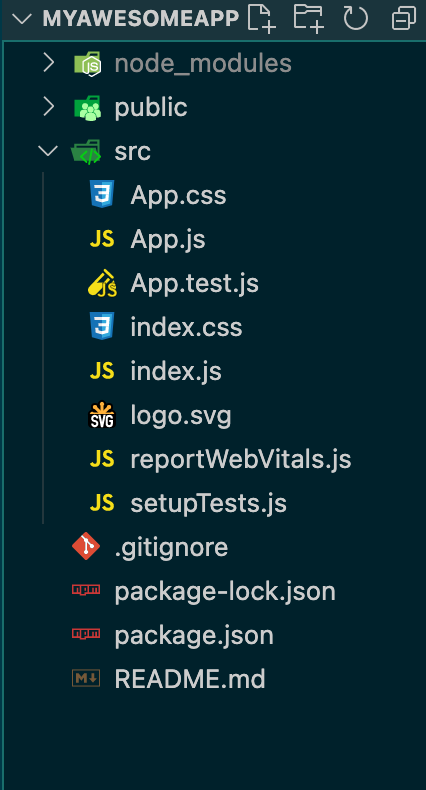 MYAWESOMEAPP
node_modules
public
src
App.css
JS App.js
JS App.test.js
index.css
JS index.js
SVG logo.svg
JS reportWebVitals.js
JS setupTests.js
.gitignore
package-lock.json
package.json
M README.md